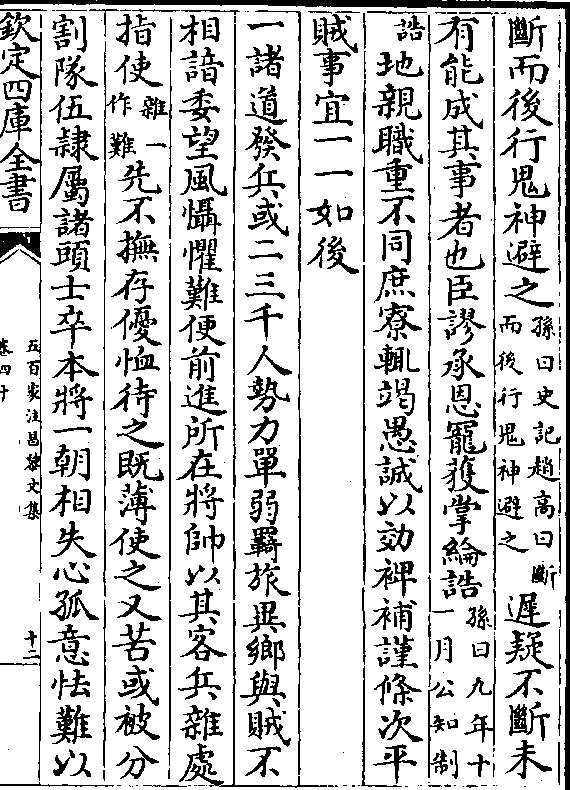 斷而後行鬼神避之孫曰史記趙髙曰斷
而後行鬼神避之遲疑不斷未
有能成其事者也臣謬承恩寵獲掌綸誥孫曰九年十
一月公知制
誥地親職重不同庶寮輒竭愚誠以効裨補謹條次平
賊事宜一一如後
一諸道發兵或二三千人勢力單弱羇旅異鄉與賊不
相諳委望風懾懼難便前進所在將帥以其客兵雜處
指使雜一
作難先不撫存優恤待之既薄使之又苦或被分
割隊伍隷屬諸頭士卒本將一朝相失心孤意怯難以
欽定四庫全書
五百家注昌黎文集
卷四十
十二